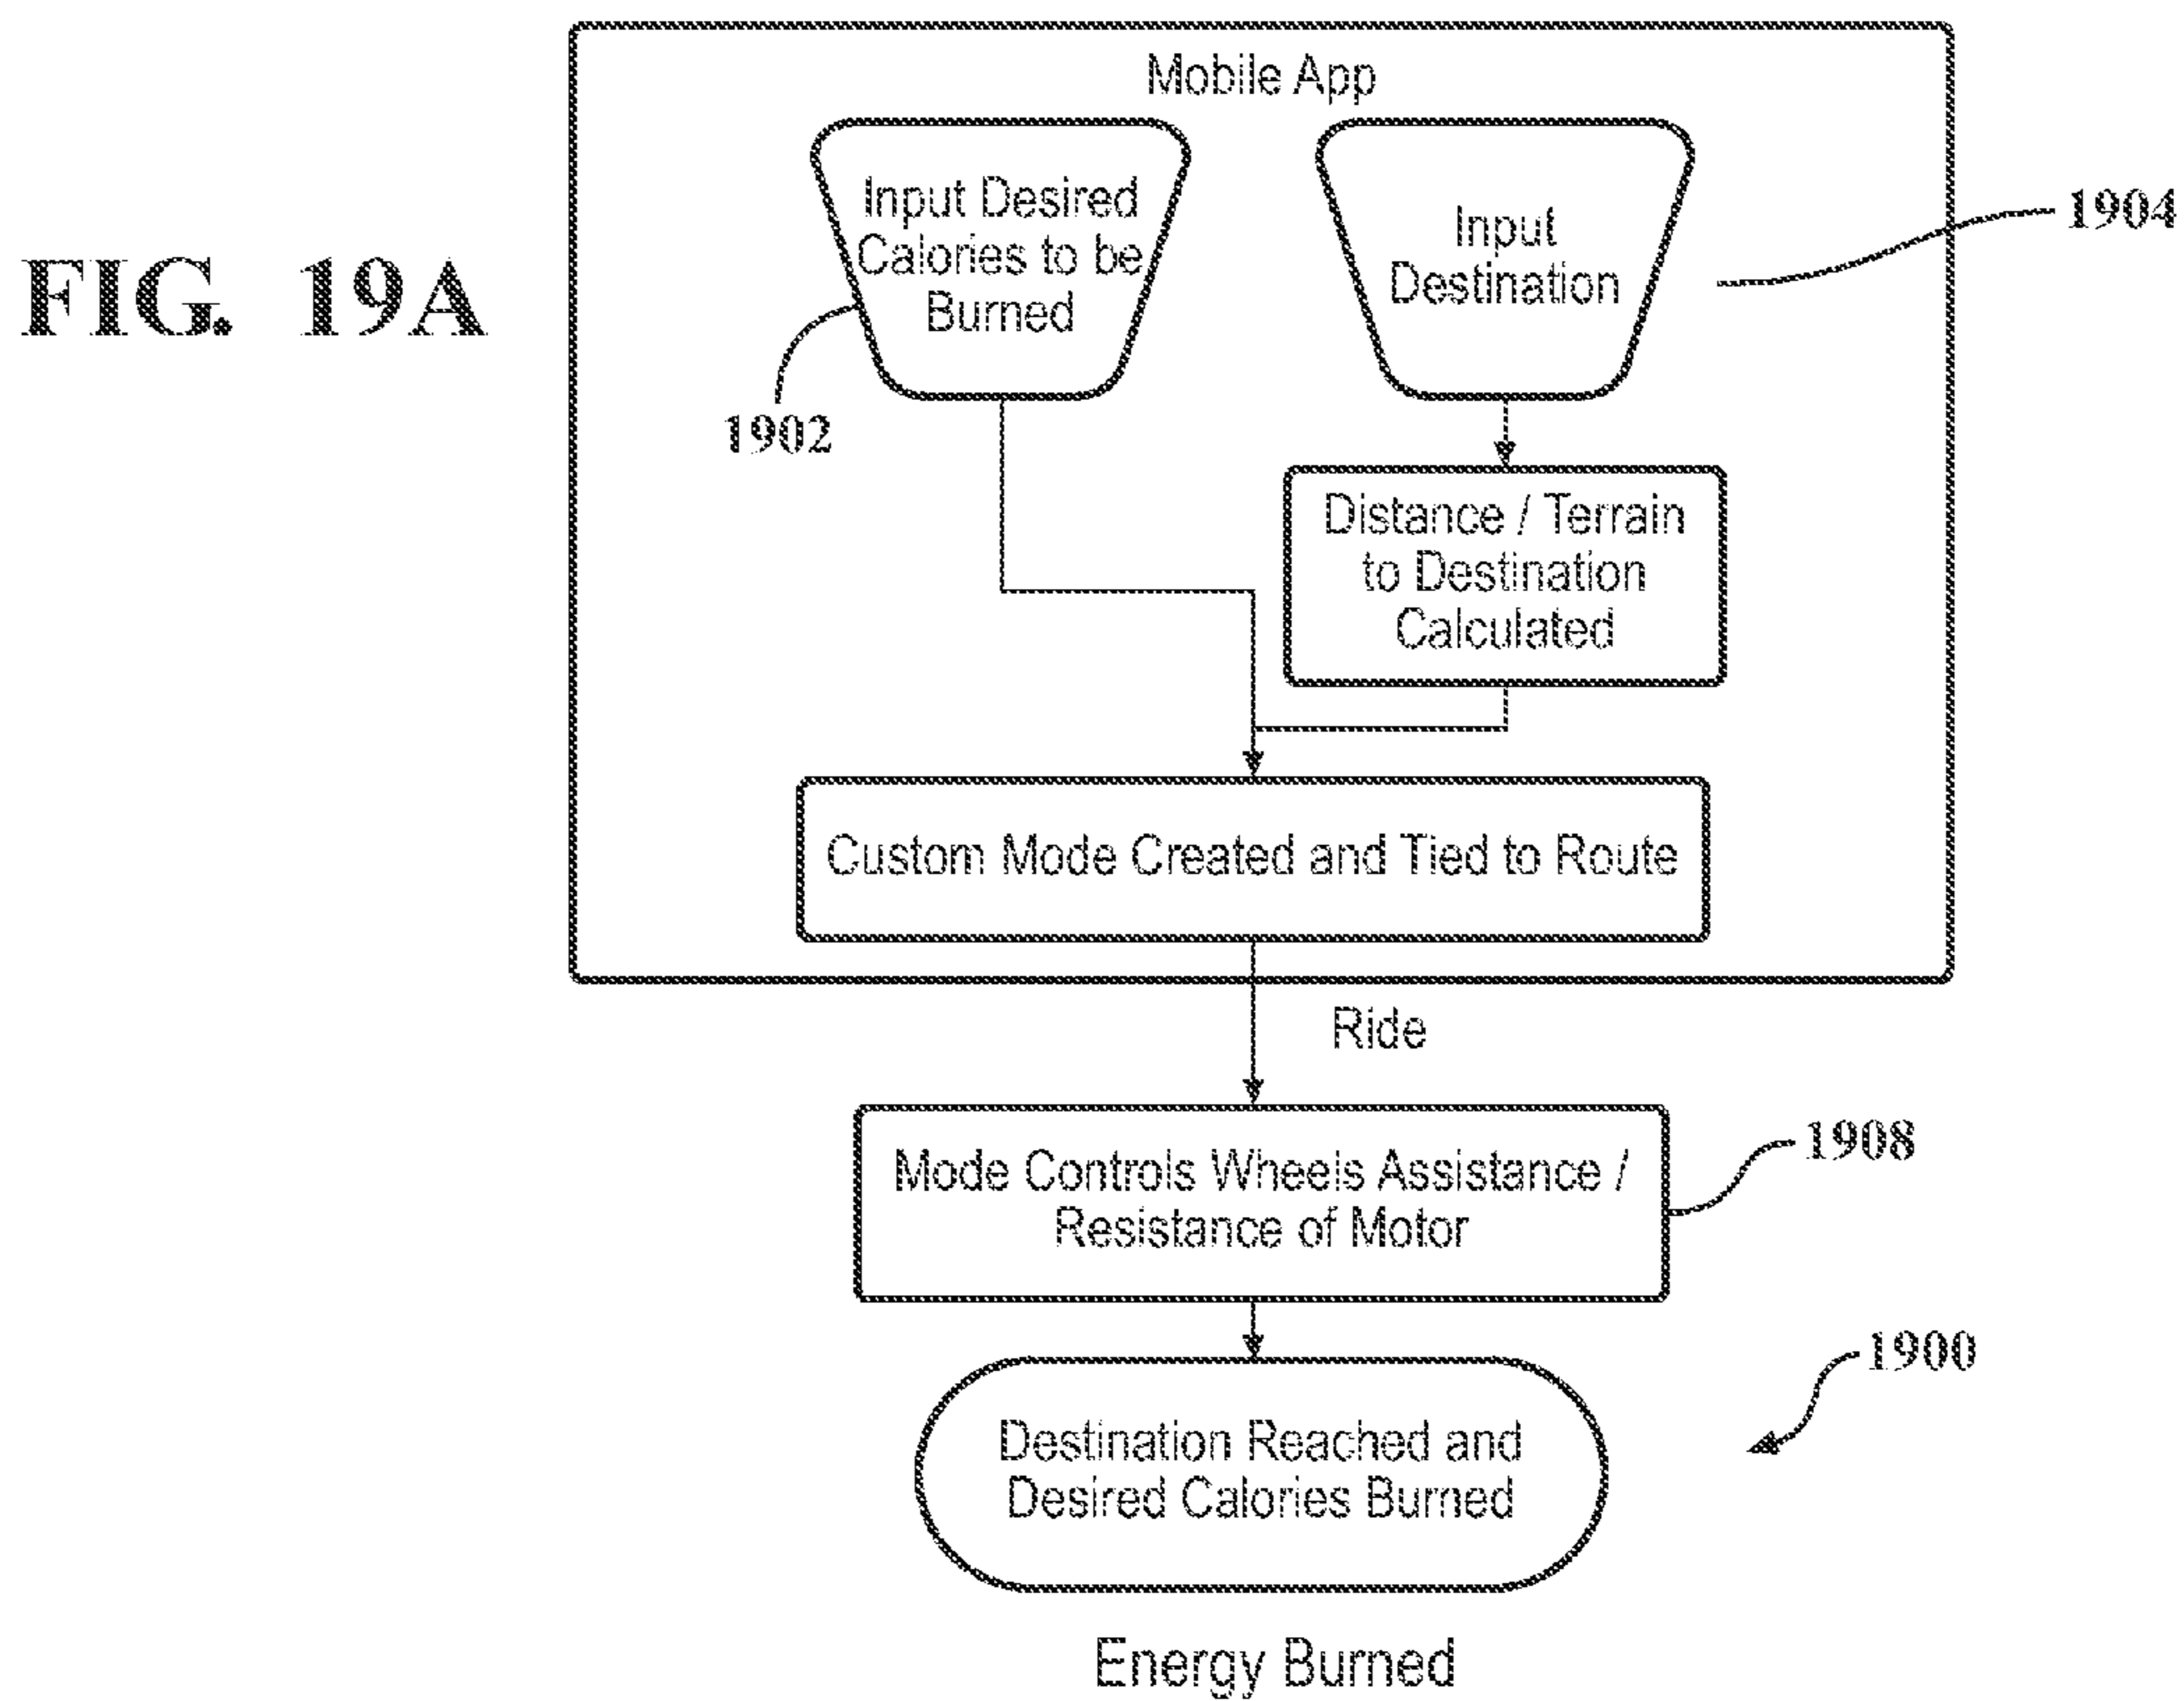 FIG. 19A
Mobile App
Input Desired
Calories to be
Burned
Input
Destination
1904
1902
Distance / Terrain
to Destination
Calculated
Custom Mode Created and Tied to Route
Ride
Mode Controls Wheels Assistance /
Resistance of Motor
1908
1900
Destination Reached and
Desired Calories Burned
Energy Burned